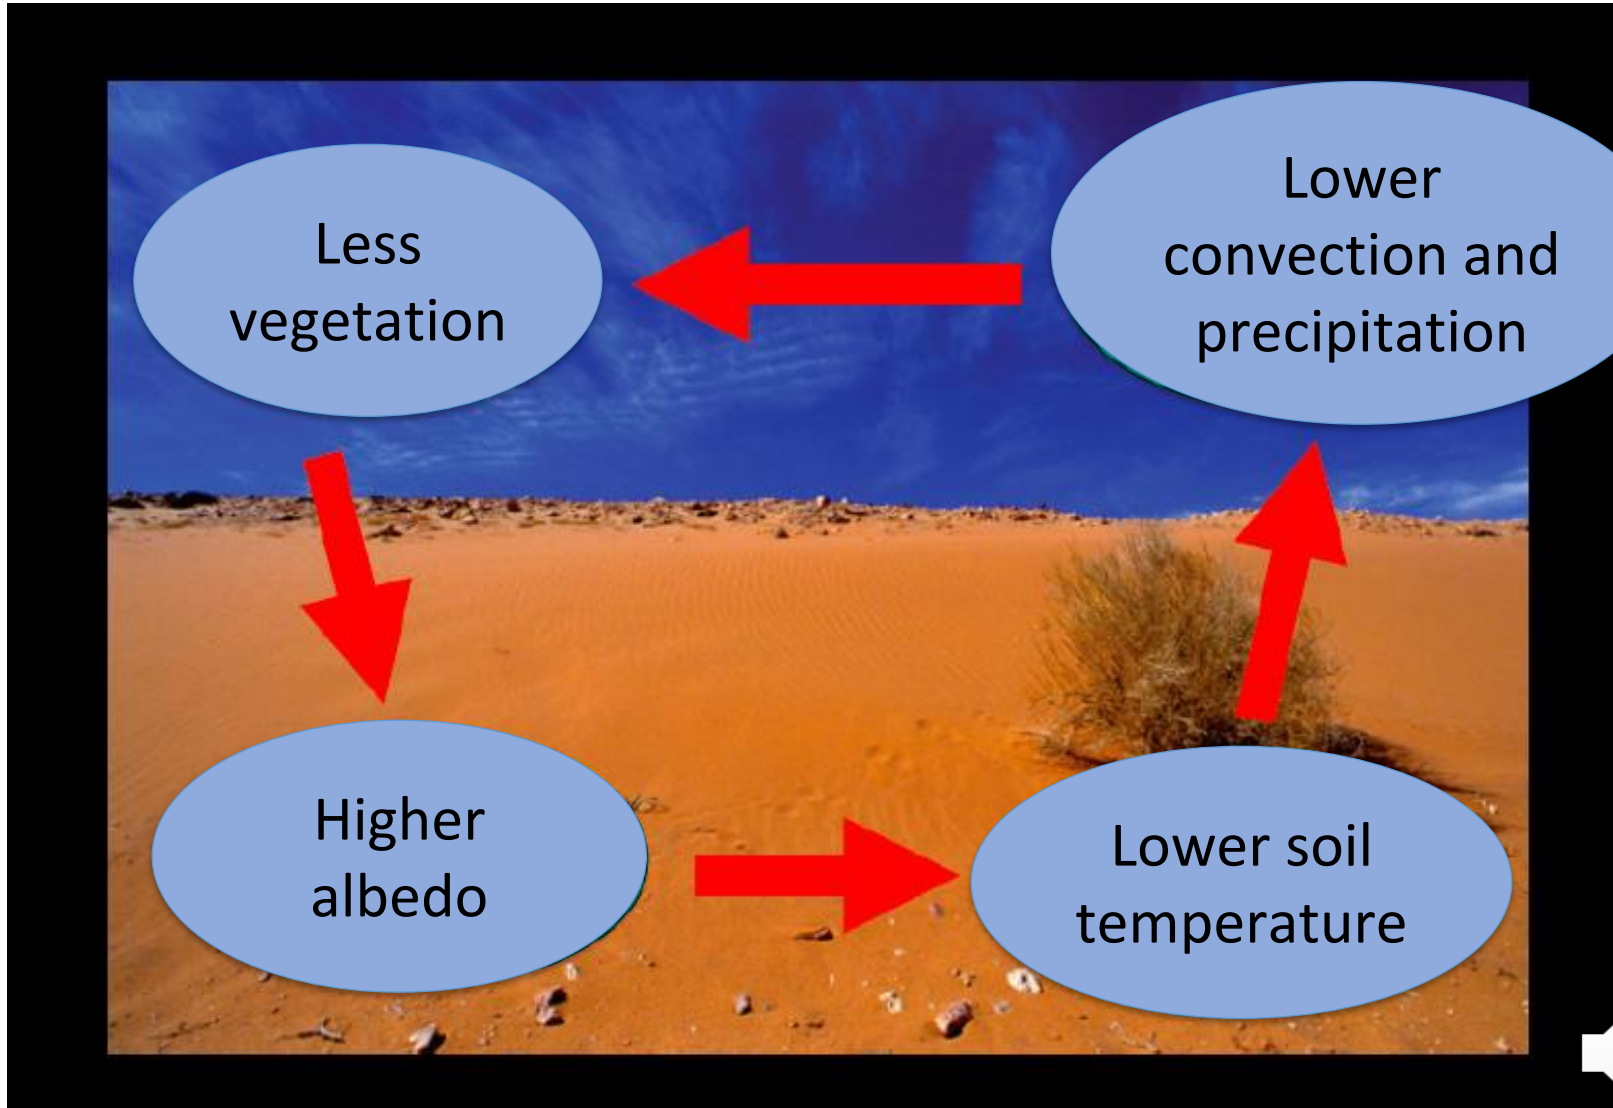 Less
vegetation
Lower
convection and
precipitation
Higher
albedo
Lower soil
temperature